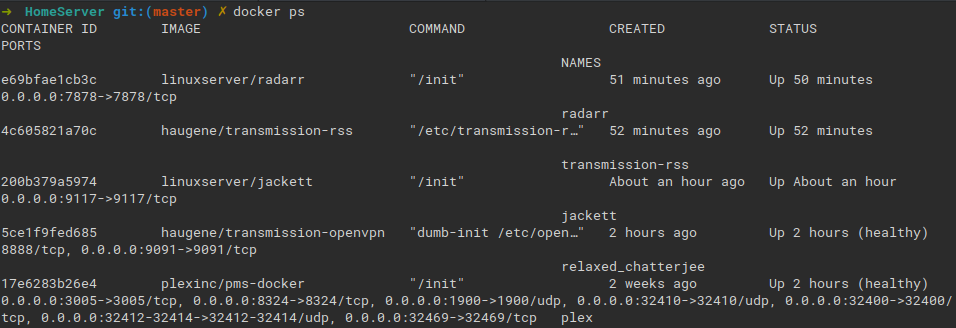 ➜ HomeServer git:(master) ✗ docker ps
CONTAINER ID IMAGE COMMAND CREATED STATUS
PORTS
NAMES
e69bfae1cb3c linuxserver/radarr "/init" 51 minutes ago Up 50 minutes
0.0.0.0:7878->7878/tcp
radarr
4c605821a70c haugene/transmission-rss "/etc/transmission-r…" 52 minutes ago Up 52 minutes
transmission-rss
200b379a5974 linuxserver/jackett "/init" About an hour ago Up About an hour
0.0.0.0:9117->9117/tcp
jackett
5ce1f9fed685 haugene/transmission-openvpn "dumb-init /etc/open…" 2 hours ago Up 2 hours (healthy)
8888/tcp, 0.0.0.0:9091->9091/tcp
relaxed_chatterjee
17e6283b26e4 plexinc/pms-docker "/init" 2 weeks ago Up 2 hours (healthy)
0.0.0.0:3005->3005/tcp, 0.0.0.0:8324->8324/tcp, 0.0.0.0:1900->1900/udp, 0.0.0.0:32410->32410/udp, 0.0.0.0:32400->32400/
tcp, 0.0.0.0:32412-32414->32412-32414/udp, 0.0.0.0:32469->32469/tcp plex